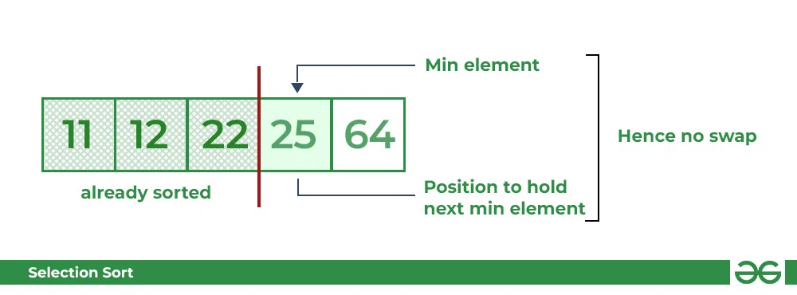 Min element
11 12 22 25 64
Hence no swap
already sorted
Position to hold
next min element
Selection Sort